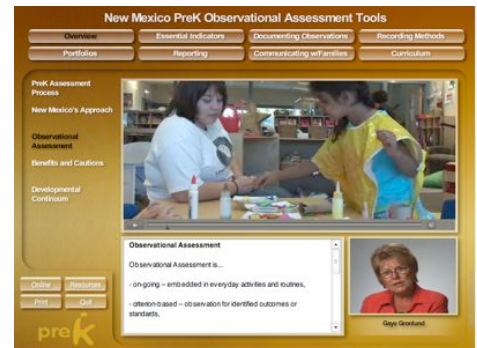 New Mexico PreK Observational Assessment Tools
Overview
Essential Indicators
Documenting Observations
Recording Methods
Portfolios
Reporting
Communicating w/Families
Curriculum
PreK Assessment
Process
New Mexico's Approach
Observational
Assessment
Benefits and Cautions
Developmental
Continuum
Observational Assessment
Observational Assessment is...
- on-going – embedded in everyday activities and routines,
- criterion-based – observation for identified outcomes or
standards,
Online
Resources
Print
Quit
preK
Gaye Gronlund